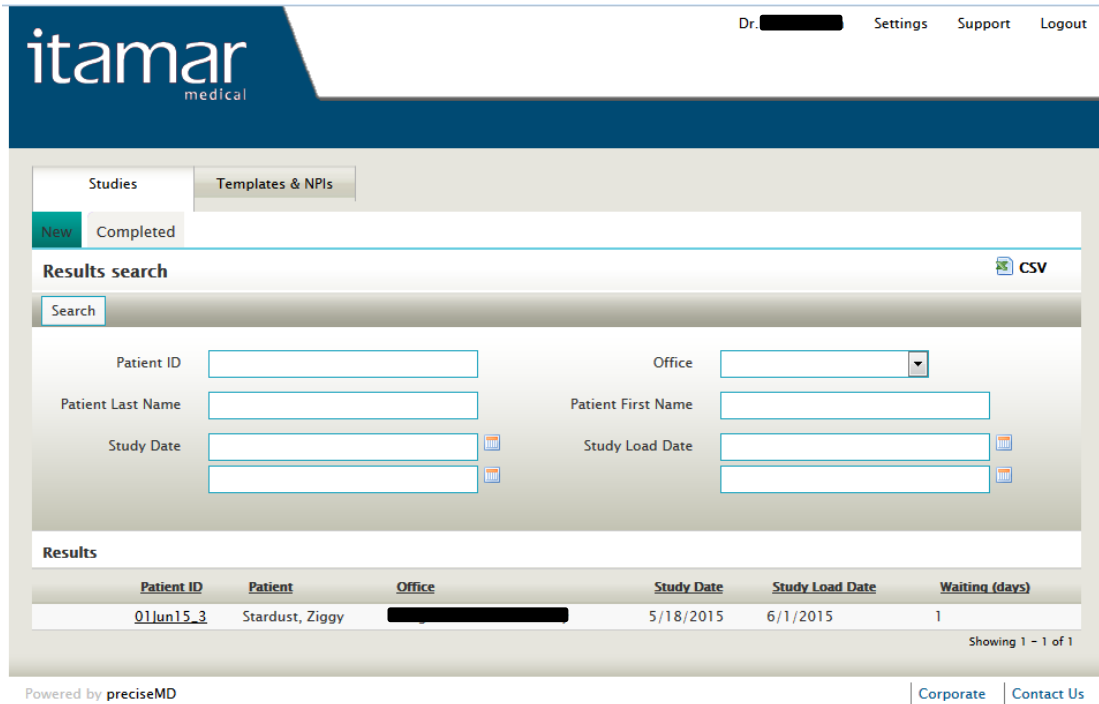 Dr. Settings Support Logout
itamar
medical
Studies Templates & NPIs
New Completed
Results search CSV
Search
Patient ID Office
Patient Last Name Patient First Name
Study Date Study Load Date
Results
Patient ID Patient Office Study Date Study Load Date Waiting (days)
01Jun15_3 Stardust, Ziggy 5/18/2015 6/1/2015 1
Showing 1 - 1 of 1
Powered by preciseMD Corporate Contact Us